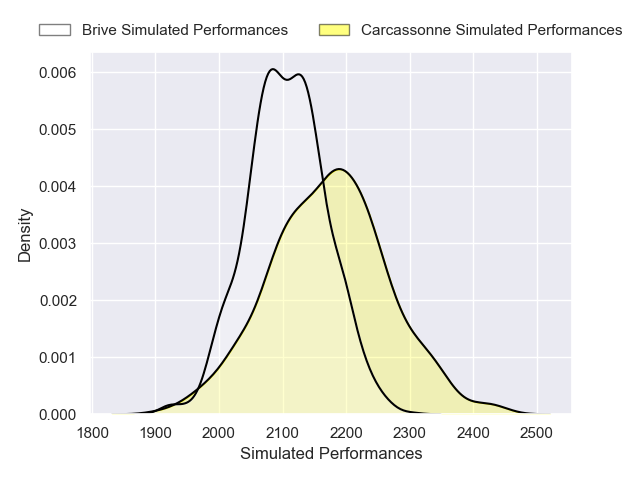 Brive Simulated Performances
Carcassonne Simulated Performances
0.006
0.005
0.004
0.003
0.002
0.001
0.000
Density
1800 1900 2000 2100 2200 2300 2400 2500
Simulated Performances